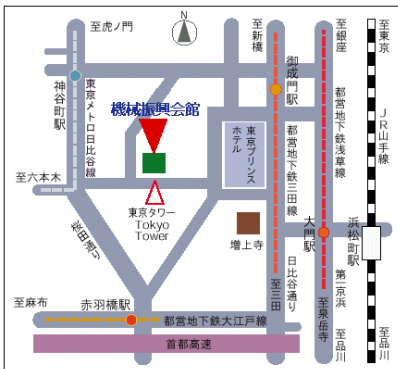 至虎ノ門
N
至新橋
至銀座
至東京
御成門駅
神谷町駅
東京メトロ日比谷線
機械振興会館
都営地下鉄浅草線
JR山手線
東京プリンス
ホテル
都営地下鉄三田線
至六本木
東京タワー
Tokyo
Tower
桜田通り
増上寺
大門駅
浜松町駅
日比谷通り
第一京浜
至三田
至泉岳寺
至麻布
赤羽橋駅
都営地下鉄大江戸線
至品川
至品川
首都高速